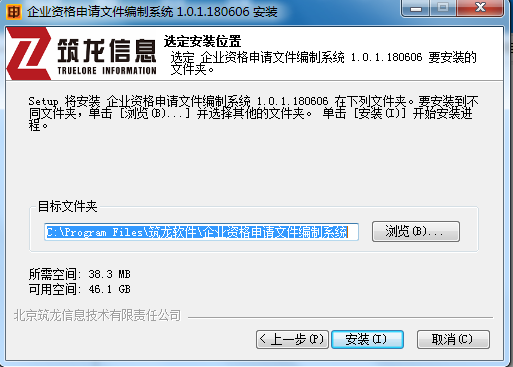 企业资格申请文件编制系统 1.0.1.180606 安装
筑龙信息
TRUELORE INFORMATION
选定安装位置
选定 企业资格申请文件编制系统 1.0.1.180606 要安装的
文件夹。
Setup 将安装 企业资格申请文件编制系统 1.0.1.180606 在下列文件夹。要安装到不
同文件夹，单击 [浏览(B)...] 并选择其他的文件夹。 单击 [安装(I)] 开始安装进
程。
目标文件夹
C:\Program Files\筑龙软件\企业资格申请文件编制系统
浏览(B)...
所需空间: 38.3 MB
可用空间: 46.1 GB
北京筑龙信息技术有限责任公司
< 上一步(P)
安装(I)
取消(C)